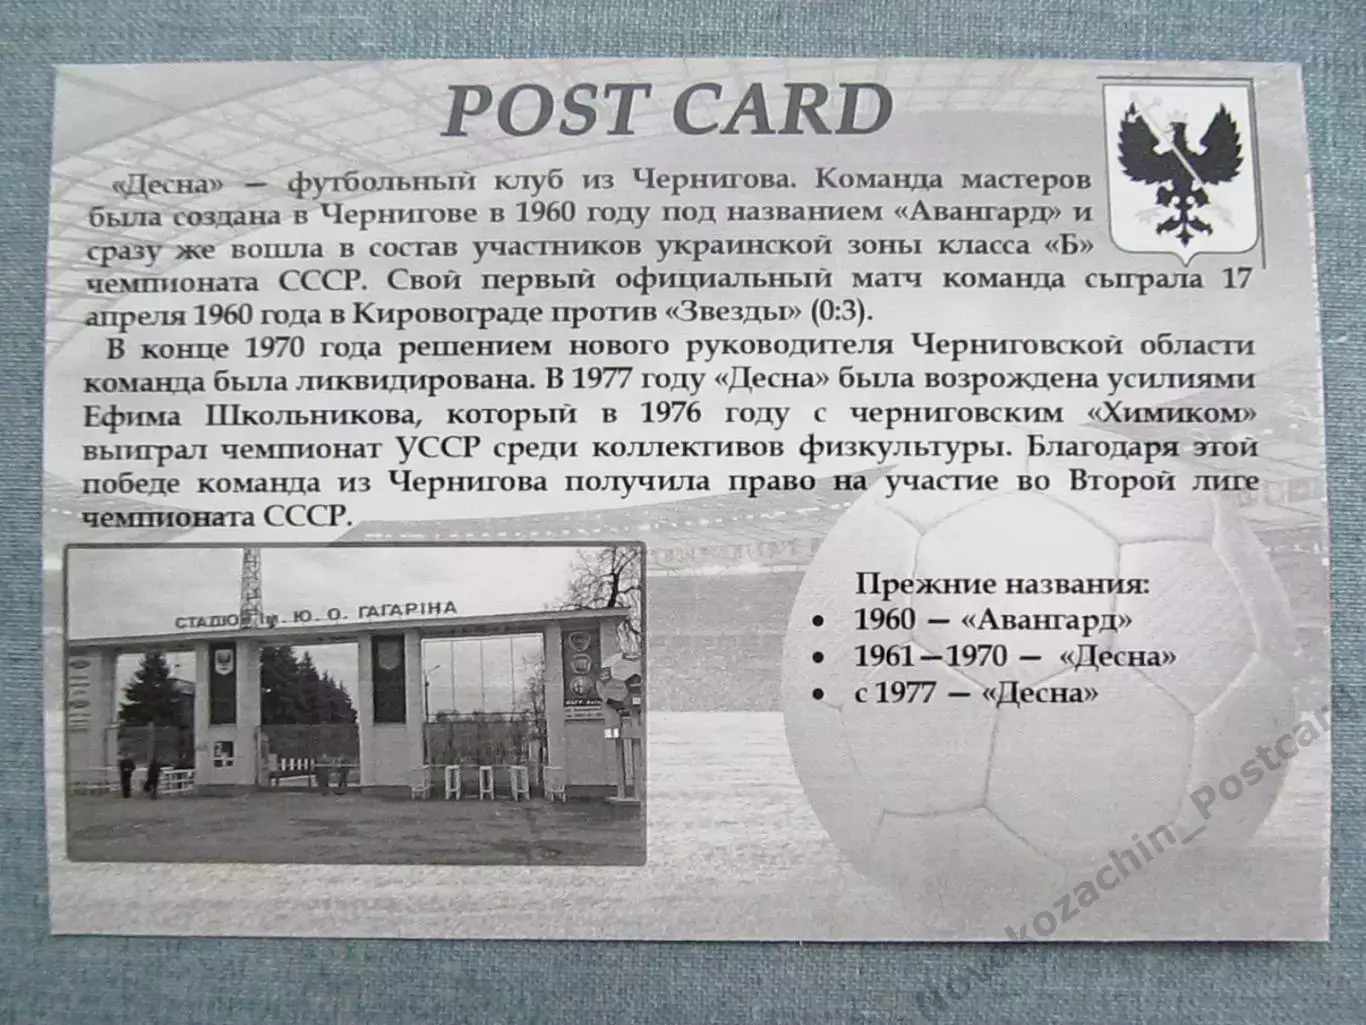 POST CARD
«Десна» — футбольный клуб из Чернигова. Команда мастеров
была создана в Чернигове в 1960 году под названием «Авангард» и
сразу же вошла в состав участников украинской зоны класса «Б»
чемпионата СССР. Свой первый официальный матч команда сыграла 17
апреля 1960 года в Кировограде против «Звезды» (0:3).
В конце 1970 года решением нового руководителя Черниговской области
команда была ликвидирована. В 1977 году «Десна» была возрождена усилиями
Ефима Школьникова, который в 1976 году с черниговским «Химиком»
выиграл чемпионат УССР среди коллективов физкультуры. Благодаря этой
победе команда из Чернигова получила право на участие во Второй лиге
чемпионата СССР.
СТАДІОН ІМ. Ю. О. ГАГАРІНА
Прежние названия:
• 1960 — «Авангард»
• 1961—1970 — «Десна»
• с 1977 — «Десна»
novokozachin_Postcar